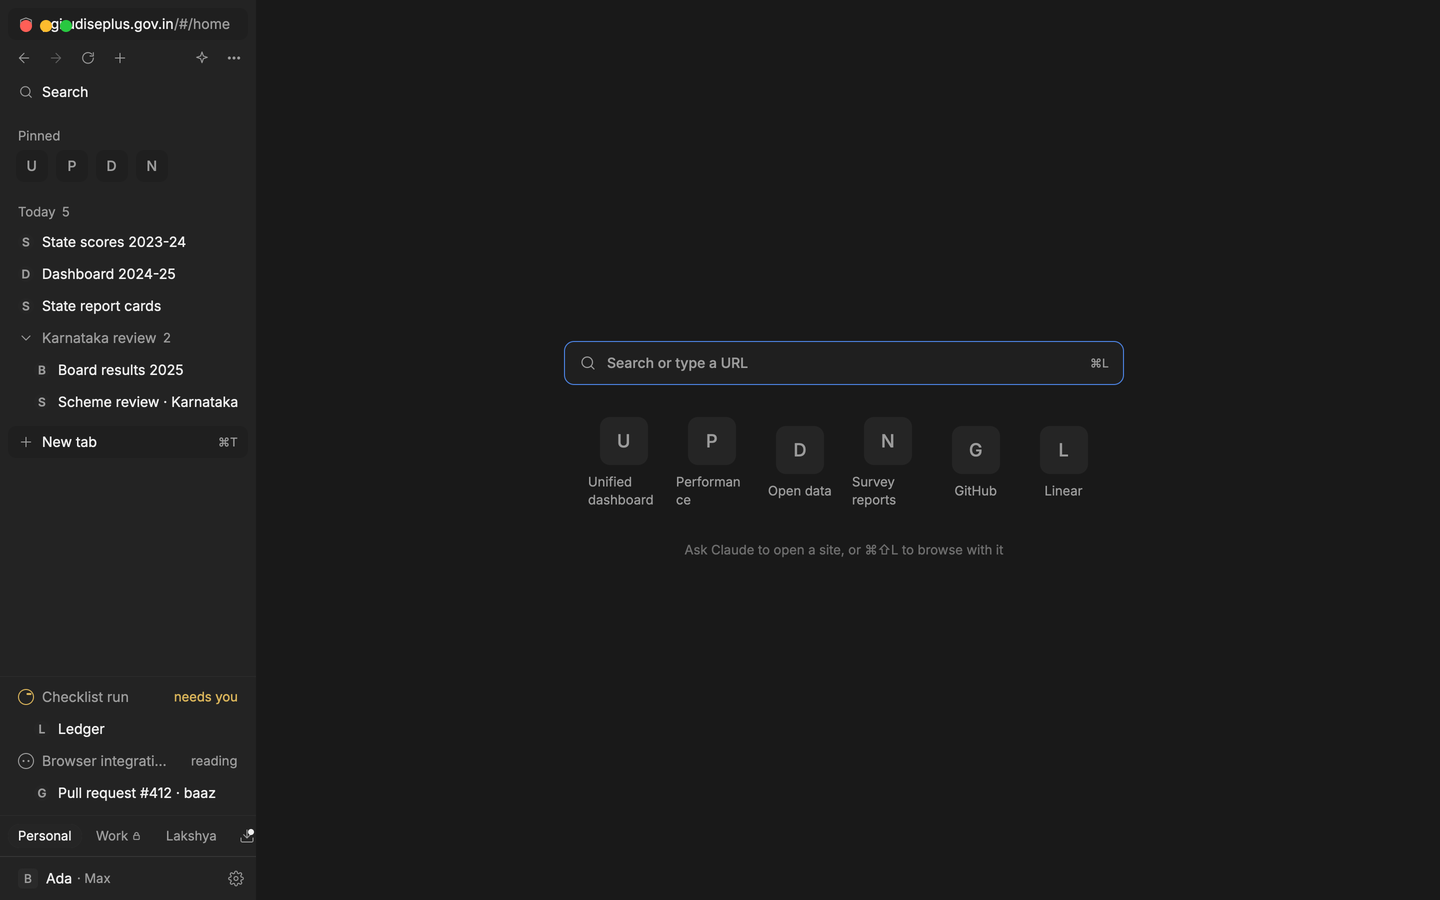 udiseplus.gov.in/#/home
Search
Pinned
U P D N
Today 5
S State scores 2023-24
D Dashboard 2024-25
S State report cards
Karnataka review 2
B Board results 2025
S Scheme review · Karnataka
New tab ⌘T
Checklist run needs you
L Ledger
Browser integrati... reading
G Pull request #412 · baaz
Personal Work Lakshya
B Ada · Max
Search or type a URL ⌘L
U P D N G L
Unified dashboard
Performan
ce
Open data
Survey
reports
GitHub
Linear
Ask Claude to open a site, or ⌘⇧L to browse with it